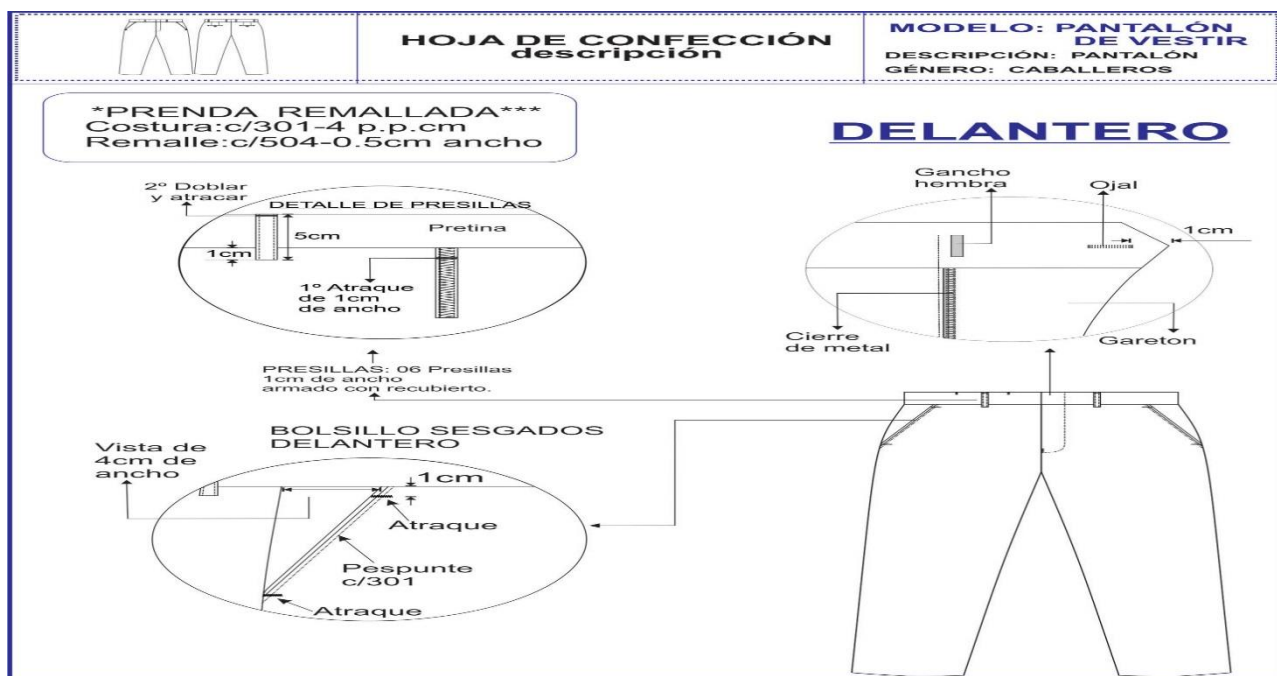 HOJA DE CONFECCIÓN
descripción
MODELO: PANTALÓN
DE VESTIR
DESCRIPCIÓN: PANTALÓN
GÉNERO: CABALLEROS
*PRENDA REMALLADA***
Costura:c/301-4 p.p.cm
Remalle:c/504-0.5cm ancho
DELANTERO
2º Doblar
y atracar
DETALLE DE PRESILLAS
5cm
Pretina
1cm
1º Atraque
de 1cm
de ancho
PRESILLAS: 06 Presillas
1cm de ancho
armado con recubierto.
Gancho
hembra
Ojal
1cm
Cierre
de metal
Gareton
BOLSILLO SESGADOS
DELANTERO
Vista de
4cm de
ancho
1cm
Atraque
Pespunte
c/301
Atraque